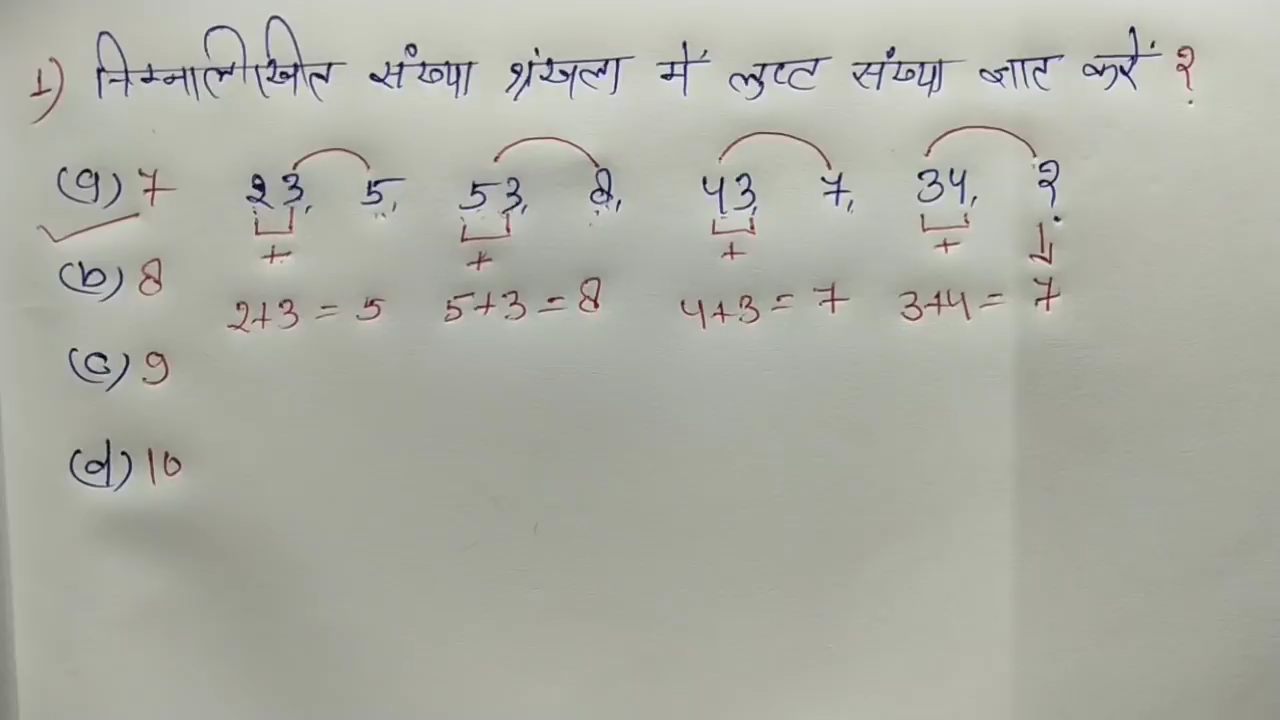 1) निम्नालीखीत संख्या श्रंखला में लुप्ट संख्या ज्ञाट करें ?
(a) 7 23, 5, 53, 8, 43, 7, 34, ?
+ + + +
(b) 8
2+3 = 5 5+3 = 8 4+3 = 7 3+4 = 7
(c) 9
(d) 10